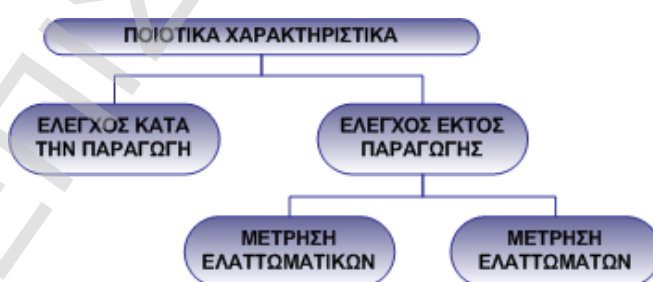 ΠΟΙΟΤΙΚΑ ΧΑΡΑΚΤΗΡΙΣΤΙΚΑ
ΕΛΕΓΧΟΣ ΚΑΤΑ
ΤΗΝ ΠΑΡΑΓΩΓΗ
ΕΛΕΓΧΟΣ ΕΚΤΟΣ
ΠΑΡΑΓΩΓΗΣ
ΜΕΤΡΗΣΗ
ΕΛΑΤΤΩΜΑΤΙΚΩΝ
ΜΕΤΡΗΣΗ
ΕΛΑΤΤΩΜΑΤΩΝ